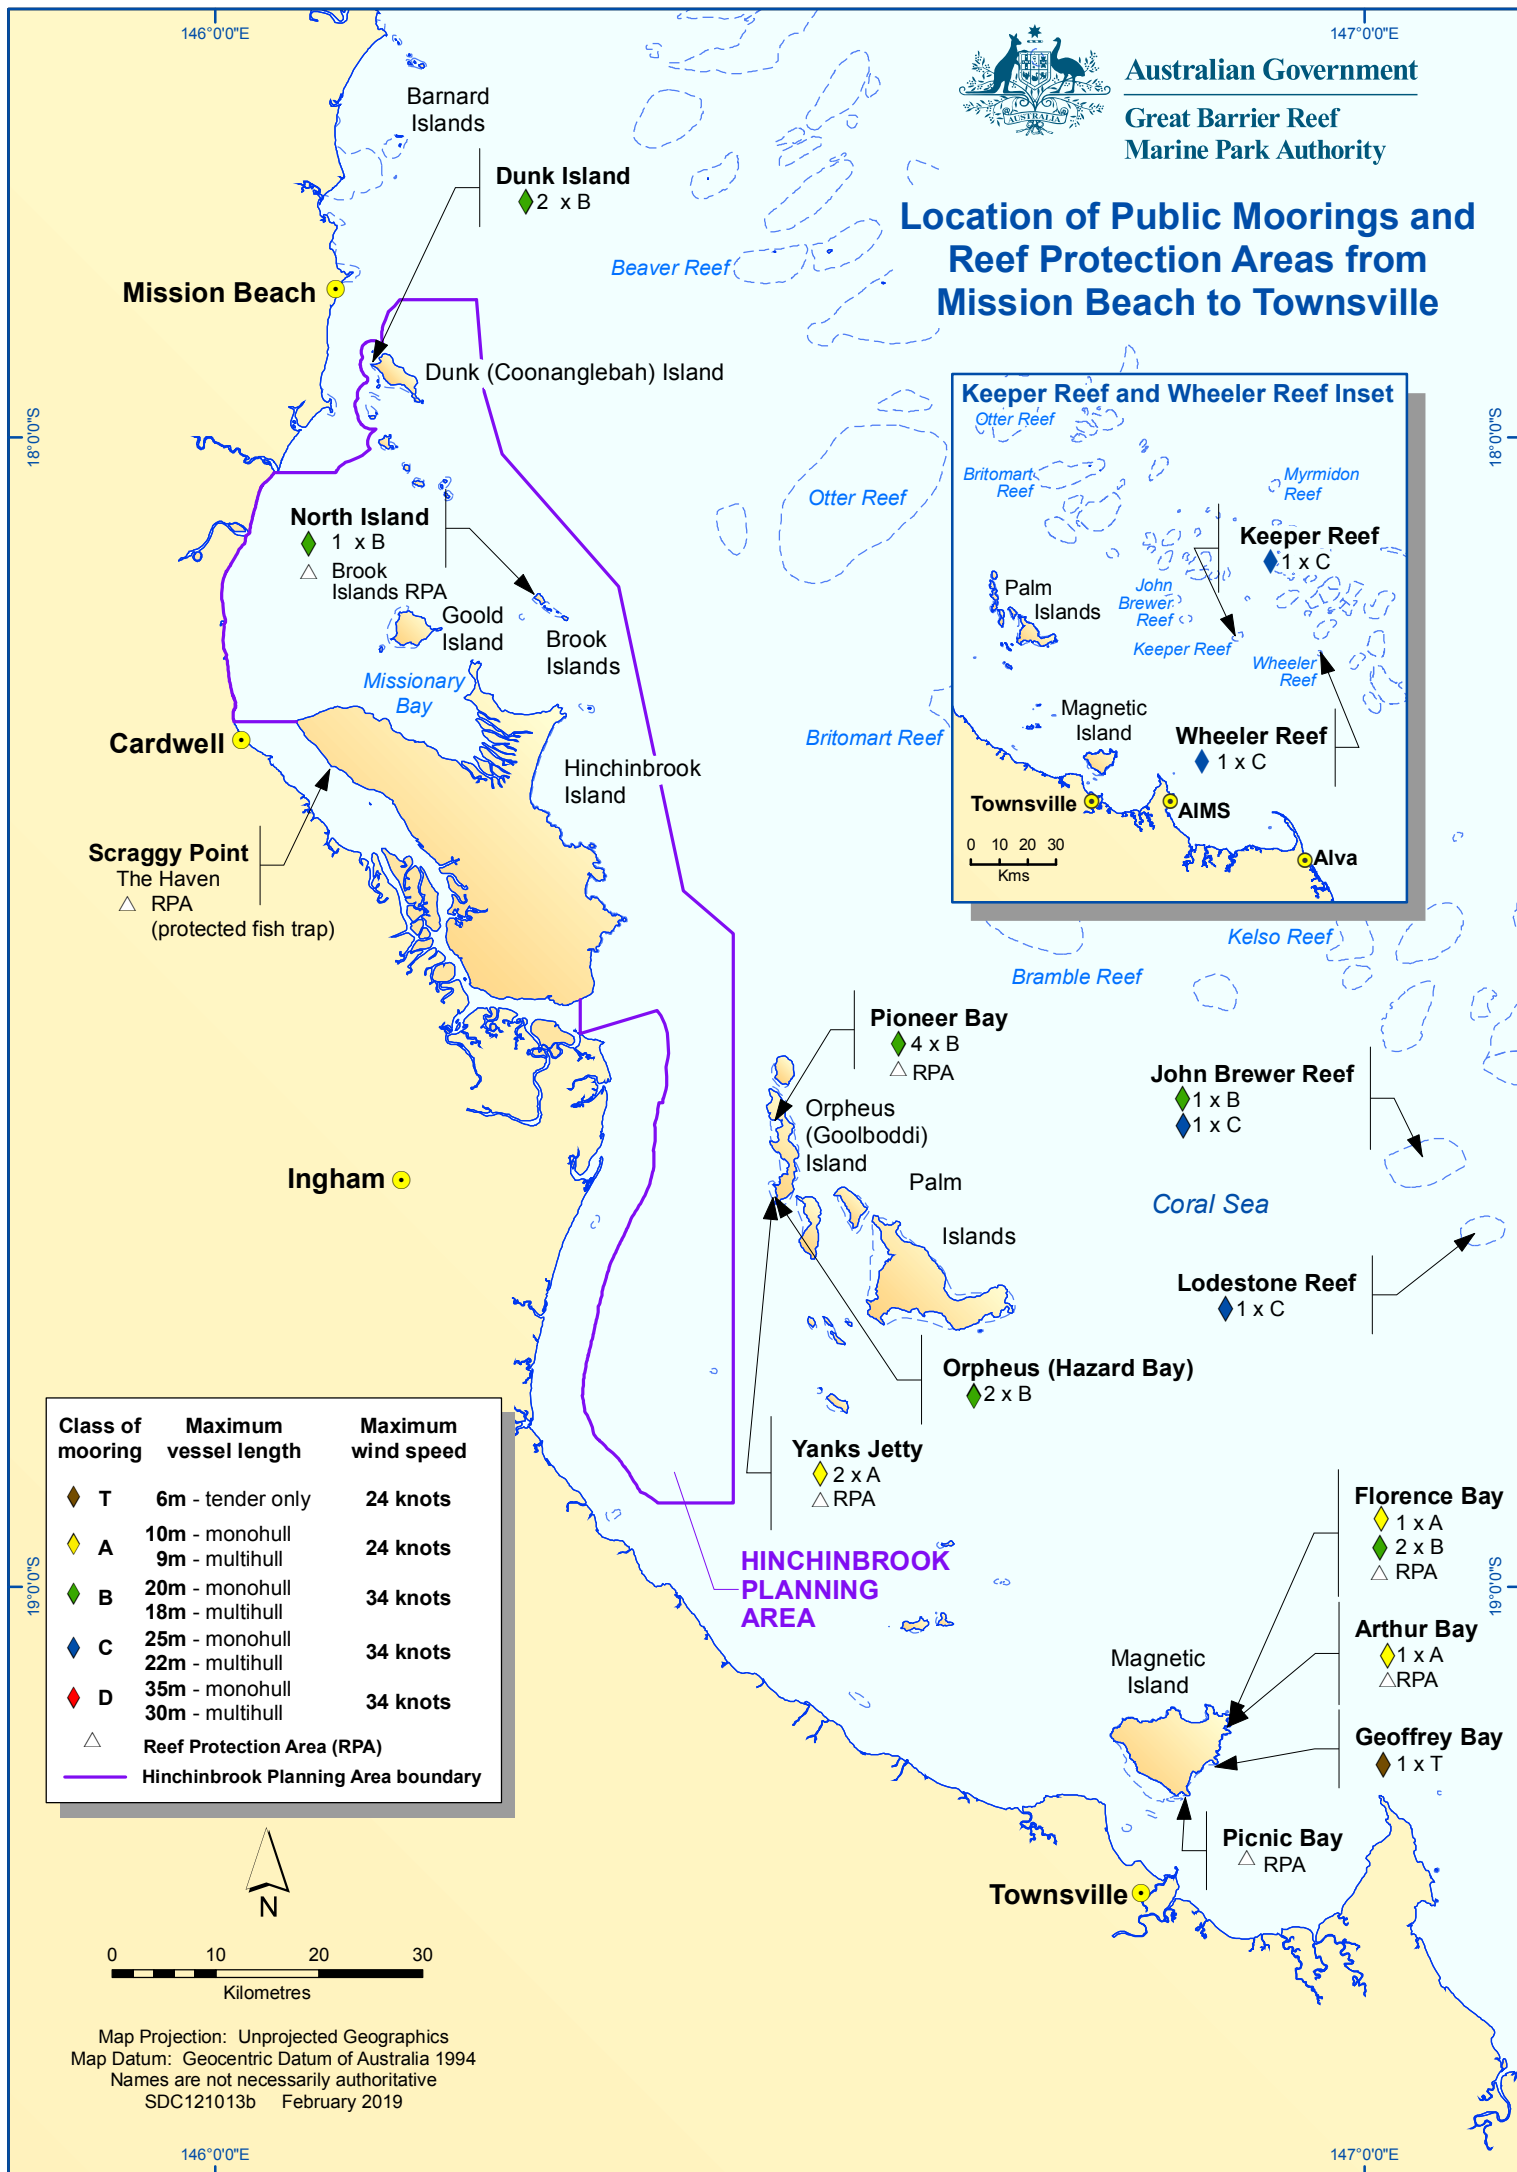 146°0'0"E
147°0'0"E
Australian Government
Great Barrier Reef
Marine Park Authority
AUSTRALIA
Location of Public Moorings and
Reef Protection Areas from
Mission Beach to Townsville
Barnard
Islands
Dunk Island
2 x B
Beaver Reef
Mission Beach
Dunk (Coonanglebah) Island
18°0'0"S
18°0'0"S
Otter Reef
North Island
1 x B
Brook
Islands RPA
Goold
Island
Brook
Islands
Missionary
Bay
Cardwell
Britomart Reef
Hinchinbrook
Island
Scraggy Point
The Haven
RPA
(protected fish trap)
Keeper Reef and Wheeler Reef Inset
Otter Reef
Britomart
Reef
Myrmidon
Reef
Keeper Reef
1 x C
Palm
Islands
John
Brewer
Reef
Keeper Reef
Wheeler
Reef
Magnetic
Island
Wheeler Reef
1 x C
Townsville
AIMS
Alva
0 10 20 30
Kms
Kelso Reef
Bramble Reef
Pioneer Bay
4 x B
RPA
John Brewer Reef
1 x B
1 x C
Orpheus
(Goolboddi)
Island
Ingham
Palm
Islands
Coral Sea
Lodestone Reef
1 x C
Orpheus (Hazard Bay)
2 x B
Yanks Jetty
2 x A
RPA
HINCHINBROOK
PLANNING
AREA
Class of
mooring
Maximum
vessel length
Maximum
wind speed
T 6m - tender only 24 knots
A 10m - monohull
9m - multihull 24 knots
B 20m - monohull
18m - multihull 34 knots
C 25m - monohull
22m - multihull 34 knots
D 35m - monohull
30m - multihull 34 knots
Reef Protection Area (RPA)
Hinchinbrook Planning Area boundary
Florence Bay
1 x A
2 x B
RPA
19°0'0"S
19°0'0"S
Arthur Bay
1 x A
RPA
Magnetic
Island
Geoffrey Bay
1 x T
Picnic Bay
RPA
Townsville
N
0 10 20 30
Kilometres
Map Projection: Unprojected Geographics
Map Datum: Geocentric Datum of Australia 1994
Names are not necessarily authoritative
SDC121013b February 2019
146°0'0"E
147°0'0"E